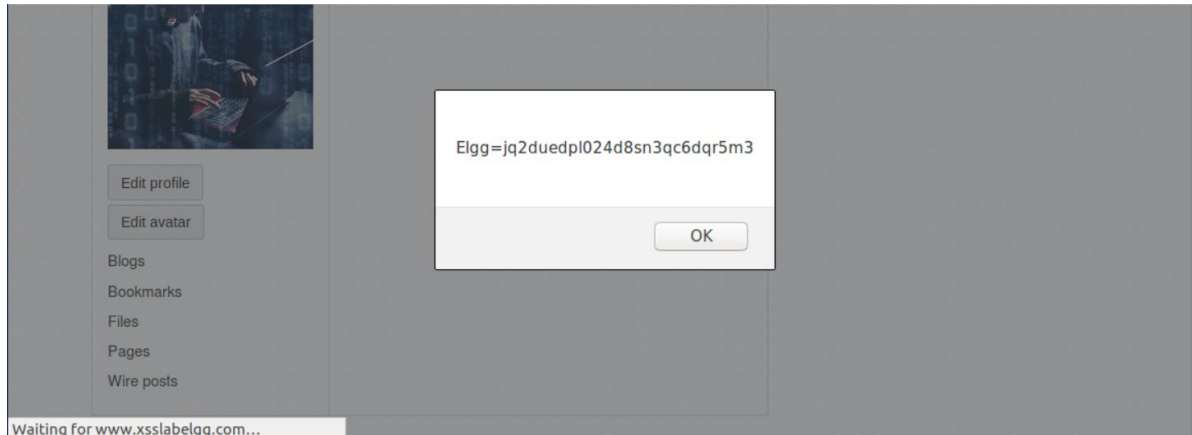 Elgg=jq2duedpl024d8sn3qc6dqr5m3
OK
Edit profile
Edit avatar
Blogs
Bookmarks
Files
Pages
Wire posts
Waiting for www.xsslabelgg.com...